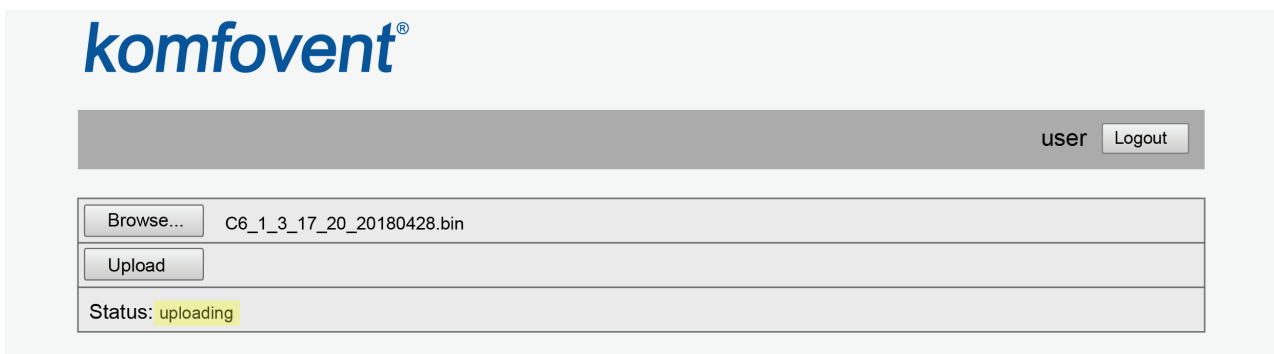 komfovent®
user Logout
Browse... C6_1_3_17_20_20180428.bin
Upload
Status: uploading